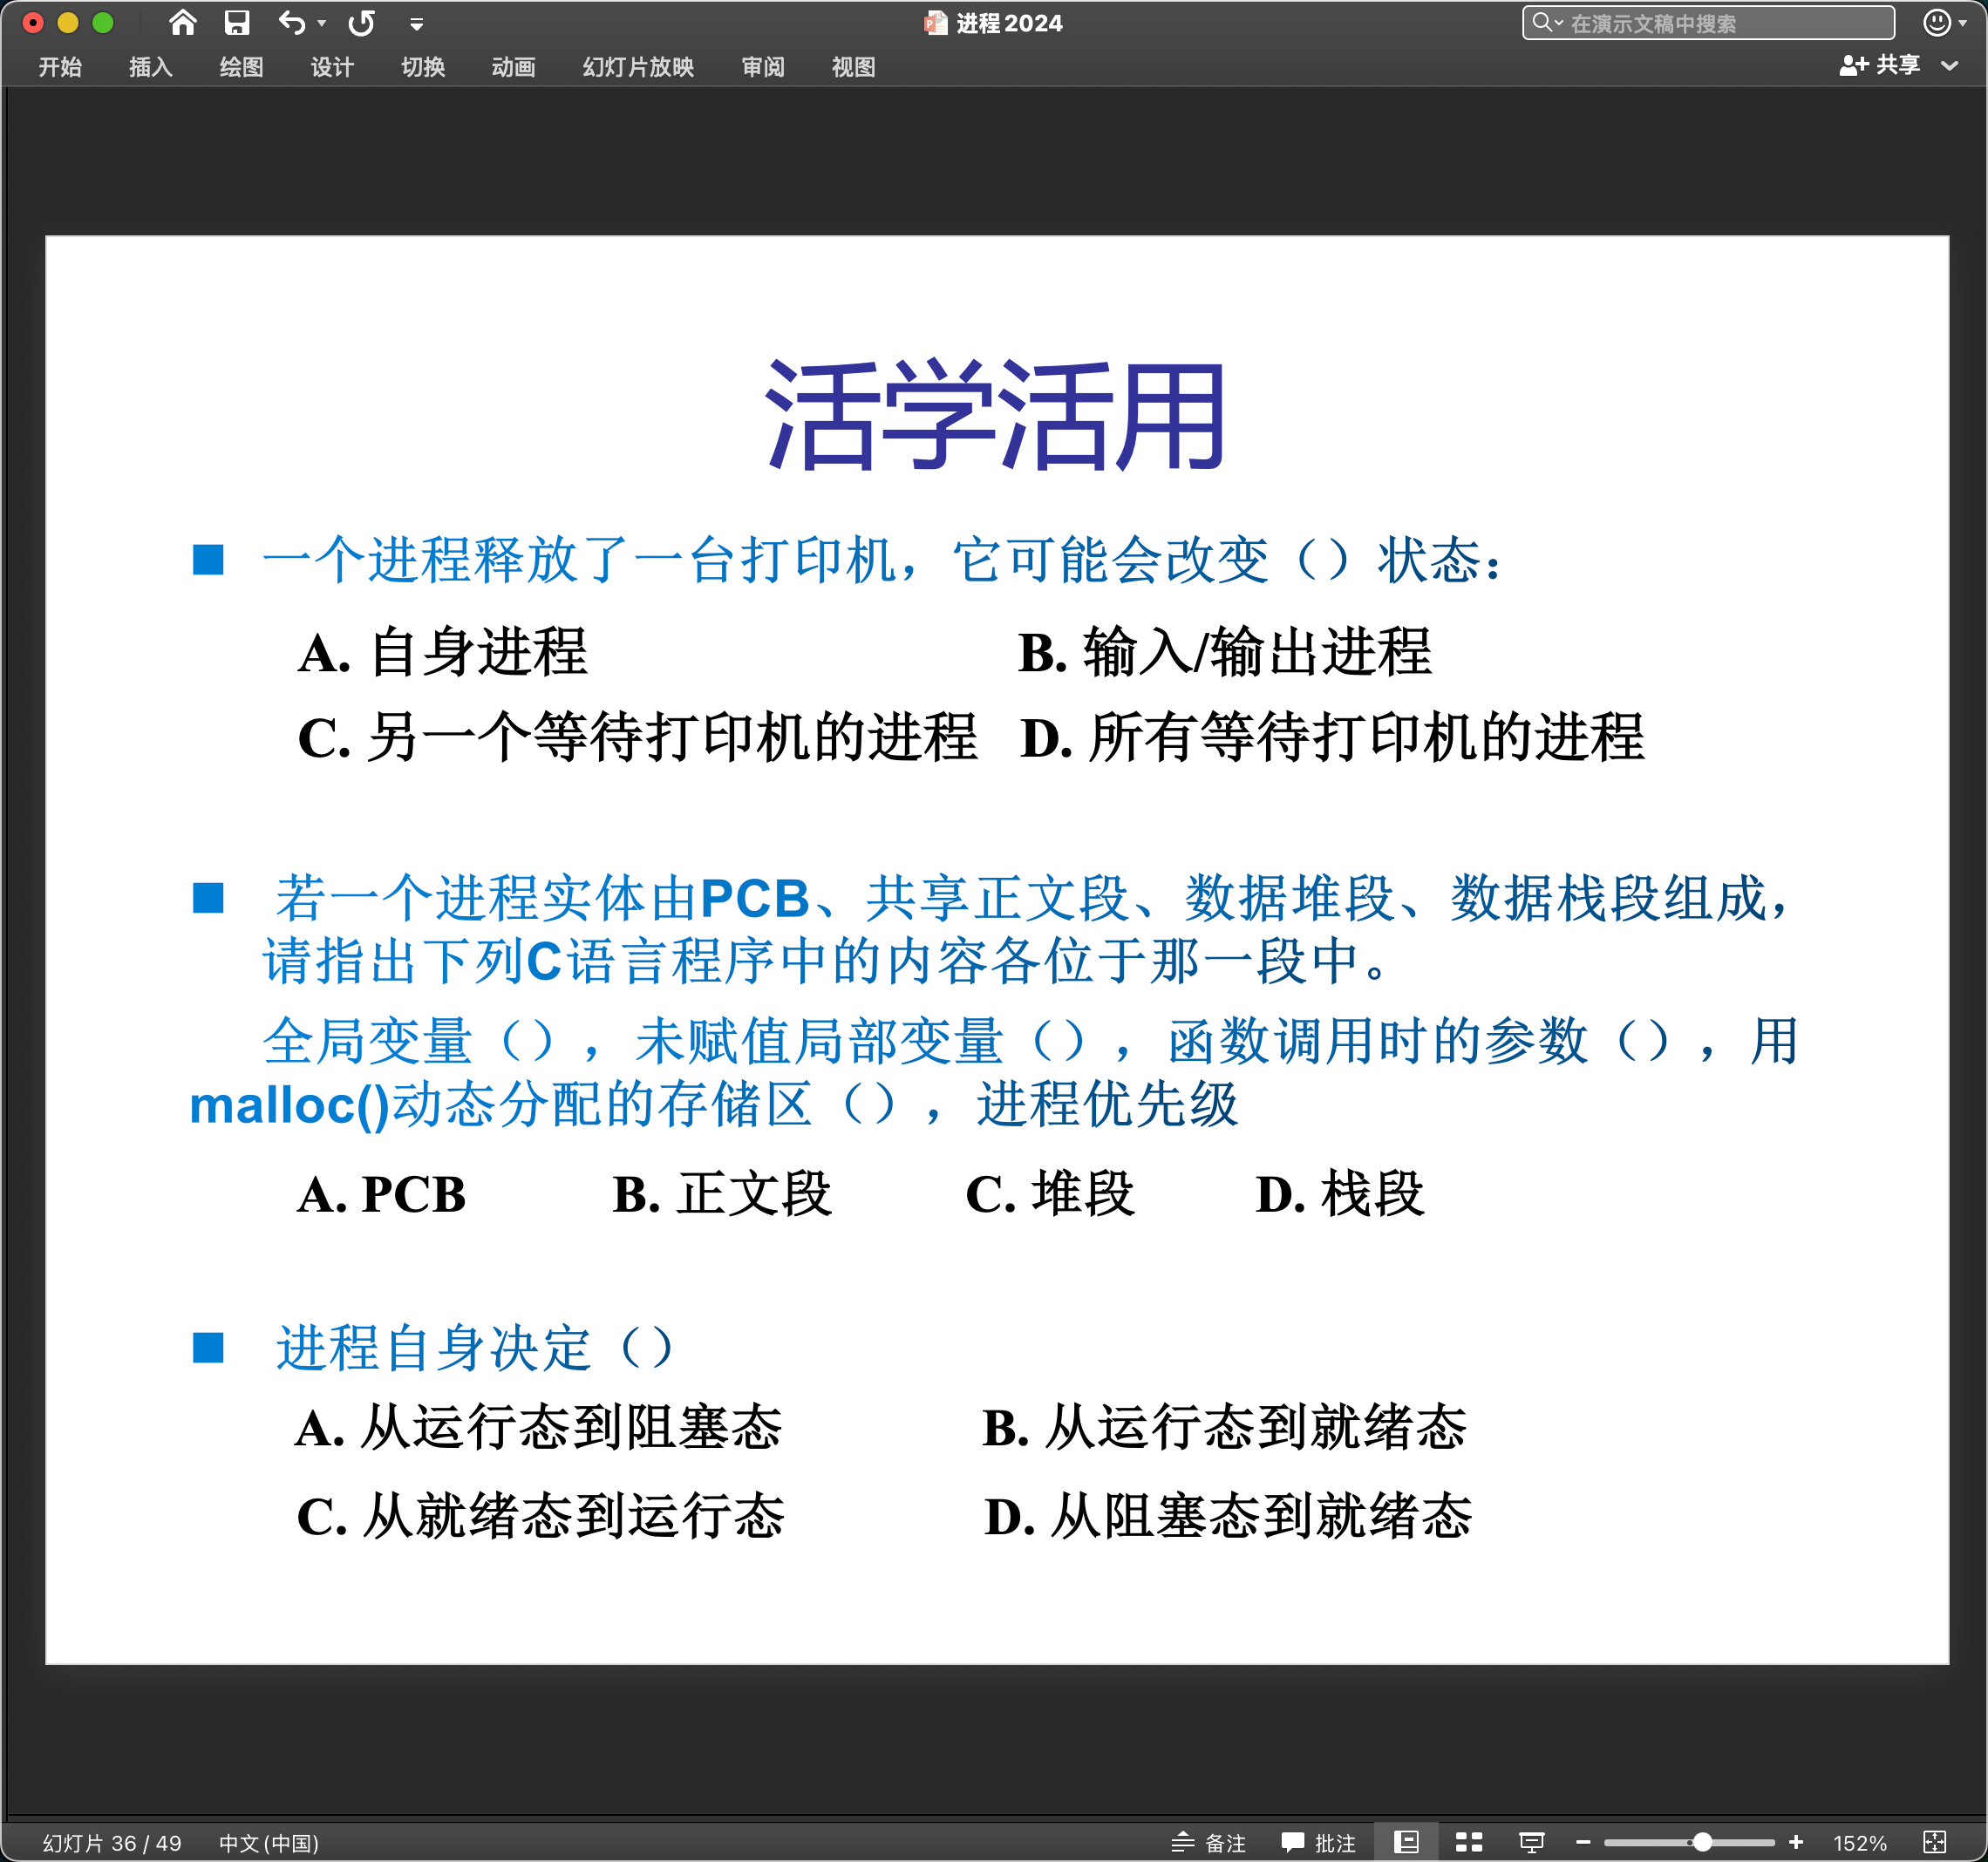 进程2024
在演示文稿中搜索
开始 插入 绘图 设计 切换 动画 幻灯片放映 审阅 视图 共享
活学活用
■ 一个进程释放了一台打印机，它可能会改变（）状态：
A. 自身进程 B. 输入/输出进程
C. 另一个等待打印机的进程 D. 所有等待打印机的进程
■ 若一个进程实体由PCB、共享正文段、数据堆段、数据栈段组成，
请指出下列C语言程序中的内容各位于那一段中。
全局变量（），未赋值局部变量（），函数调用时的参数（），用
malloc()动态分配的存储区（），进程优先级
A. PCB B. 正文段 C. 堆段 D. 栈段
■ 进程自身决定（）
A. 从运行态到阻塞态 B. 从运行态到就绪态
C. 从就绪态到运行态 D. 从阻塞态到就绪态
幻灯片 36 / 49 中文 (中国) 备注 批注 152%